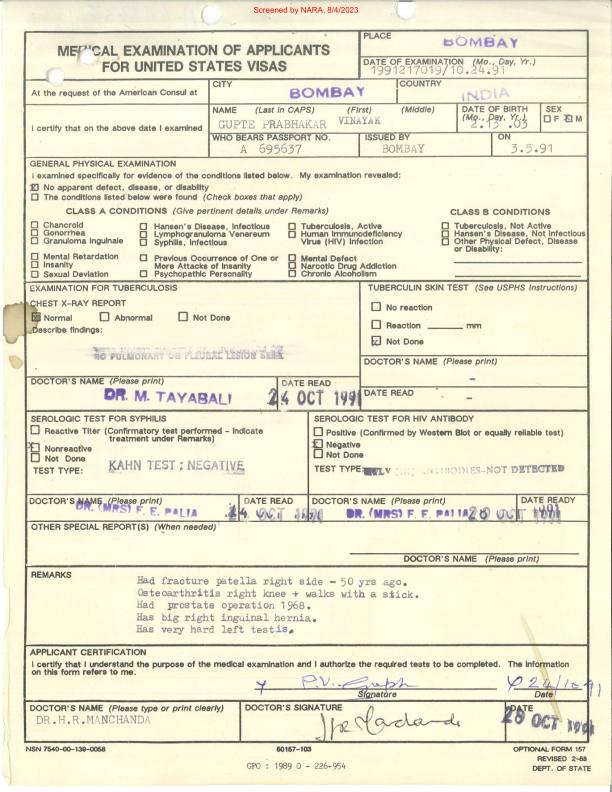 Screened by NARA, 8/4/2023
MEDICAL EXAMINATION OF APPLICANTS
FOR UNITED STATES VISAS
PLACE
BOMBAY
DATE OF EXAMINATION (Mo., Day, Yr.)
1991217019/10.24.91
At the request of the American Consul at
CITY
BOMBAY
COUNTRY
INDIA
I certify that on the above date I examined
NAME (Last in CAPS) (First) (Middle)
GUPTE PRABHAKAR VINAYAK
DATE OF BIRTH
(Mo., Day, Yr.)
2.13.03
SEX
F M
WHO BEARS PASSPORT NO.
A 695637
ISSUED BY
BOMBAY
ON
3.5.91
GENERAL PHYSICAL EXAMINATION
I examined specifically for evidence of the conditions listed below. My examination revealed:
No apparent defect, disease, or disability
The conditions listed below were found (Check boxes that apply)
CLASS A CONDITIONS (Give pertinent details under Remarks)
Chancroid
Gonorrhea
Granuloma Inguinale
Mental Retardation
Insanity
Sexual Deviation
Hansen's Disease, Infectious
Lymphogranuloma Venereum
Syphilis, Infectious
Previous Occurrence of One or
More Attacks of Insanity
Psychopathic Personality
Tuberculosis, Active
Human Immunodeficiency
Virus (HIV) Infection
Mental Defect
Narcotic Drug Addiction
Chronic Alcoholism
CLASS B CONDITIONS
Tuberculosis, Not Active
Hansen's Disease, Not Infectious
Other Physical Defect, Disease
or Disability:
EXAMINATION FOR TUBERCULOSIS
CHEST X-RAY REPORT
Normal Abnormal Not Done
Describe findings:
NO PULMONARY OR PLEURAL LESION SEEN
DOCTOR'S NAME (Please print)
DR. M. TAYABALI
DATE READ
24 OCT 1991
TUBERCULIN SKIN TEST (See USPHS Instructions)
No reaction
Reaction mm
Not Done
DOCTOR'S NAME (Please print)
-
DATE READ
-
SEROLOGIC TEST FOR SYPHILIS
Reactive Titer (Confirmatory test performed - Indicate
treatment under Remarks)
Nonreactive
Not Done
TEST TYPE: KAHN TEST; NEGATIVE
DOCTOR'S NAME (Please print)
DR. (MRS) F. E. PALIA
DATE READ
24 OCT 1991
SEROLOGIC TEST FOR HIV ANTIBODY
Positive (Confirmed by Western Blot or equally reliable test)
Negative
Not Done
TEST TYPE: ANTIBODIES-NOT DETECTED
DOCTOR'S NAME (Please print)
DR. (MRS) F. E. PALIA
DATE READY
OCT 1991
OTHER SPECIAL REPORT(S) (When needed)
DOCTOR'S NAME (Please print)
REMARKS
Had fracture patella right side - 50 yrs ago.
Osteoarthritis right knee + walks with a stick.
Had prostate operation 1968.
Has big right inguinal hernia.
Has very hard left testis.
APPLICANT CERTIFICATION
I certify that I understand the purpose of the medical examination and I authorize the required tests to be completed. The information
on this form refers to me.
P.V. Gupte
Signature
24/10/91
Date
DOCTOR'S NAME (Please type or print clearly)
DR.H.R.MANCHANDA
DOCTOR'S SIGNATURE
DATE
28 OCT 1991
NSN 7540-00-139-0058
50157-103
OPTIONAL FORM 157
REVISED 2-88
DEPT. OF STATE
GPO : 1989 O - 226-954